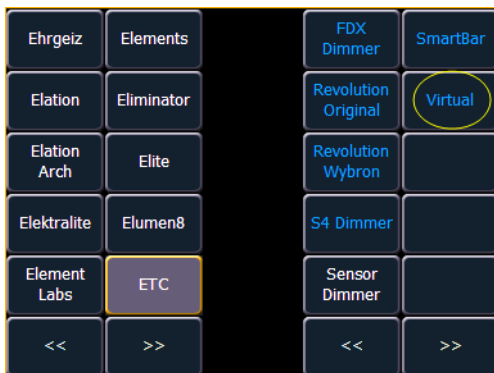 Ehrgeiz
Elements
FDX
Dimmer
SmartBar
Elation
Eliminator
Revolution
Original
Virtual
Elation
Arch
Elite
Revolution
Wybron
Elektralite
Elumen8
S4 Dimmer
Element
Labs
ETC
Sensor
Dimmer
<<
>>
<<
>>